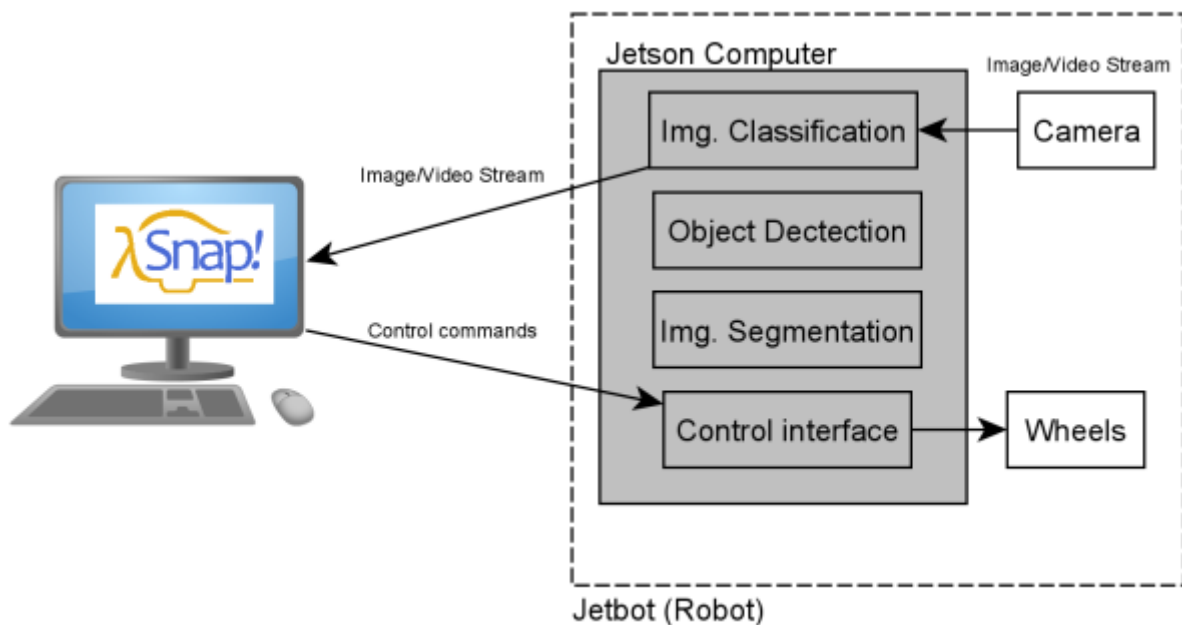 Jetson Computer
Image/Video Stream
Img. Classification
Camera
Image/Video Stream
λSnap!
Object Dectection
Img. Segmentation
Control commands
Control interface
Wheels
Jetbot (Robot)